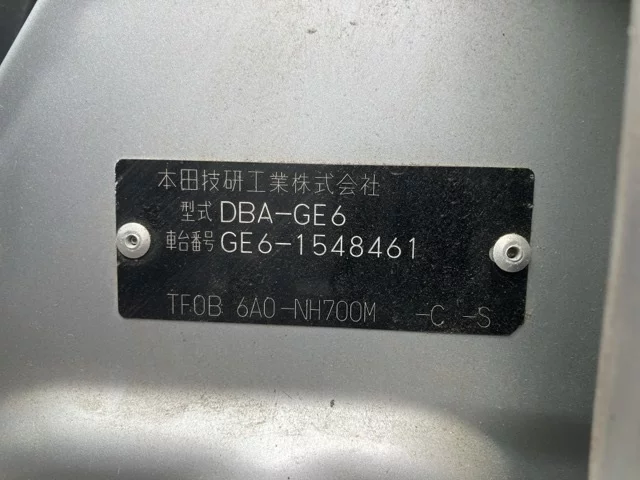 本田技研工業株式会社
型式 DBA-GE6
車台番号 GE6-1548461
TF0B 6A0-NH700M -C -S